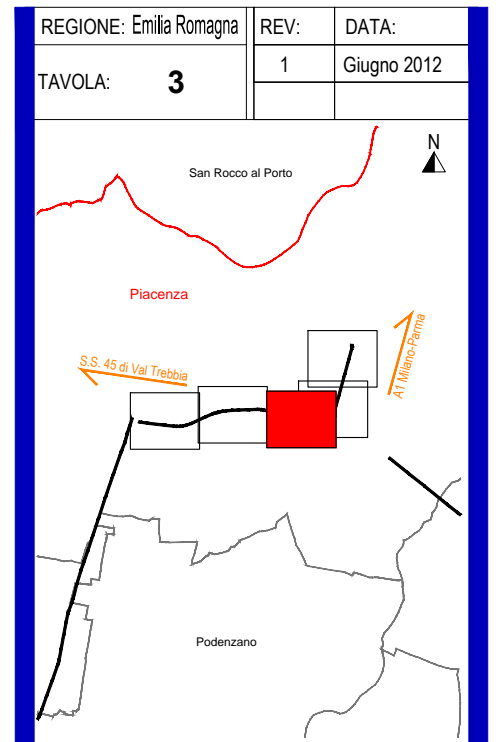 REGIONE: Emilia Romagna
REV:
DATA:
TAVOLA: 3
1
Giugno 2012
N
San Rocco al Porto
Piacenza
S.S. 45 di Val Trebbia
A1 Milano-Parma
Podenzano